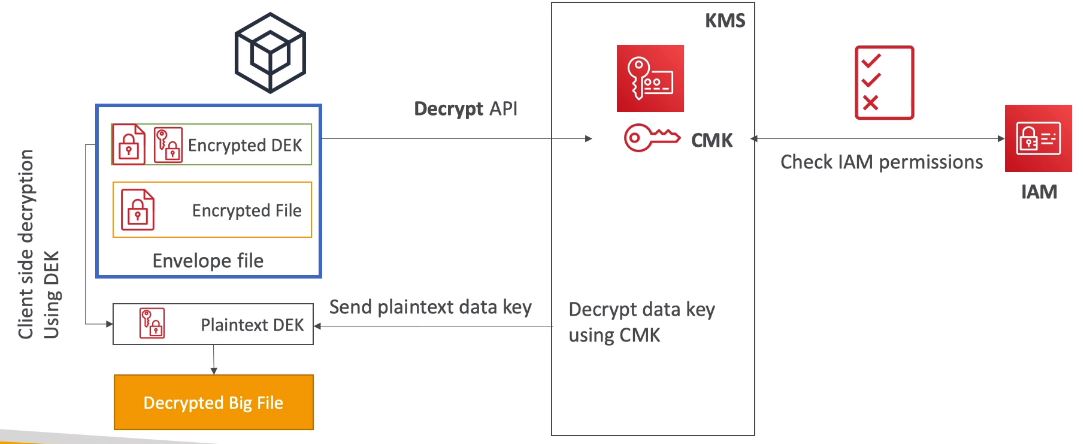 KMS
Decrypt API
Encrypted DEK
CMK
Check IAM permissions
IAM
Encrypted File
Envelope file
Client side decryption
Using DEK
Send plaintext data key
Decrypt data key
using CMK
Plaintext DEK
Decrypted Big File